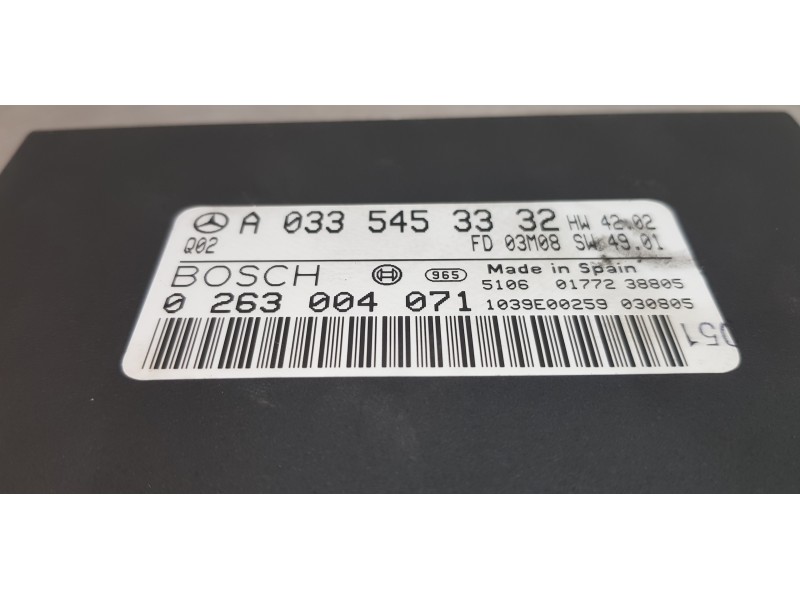 A 033 545 33 32 HW 42.02
Q02 FD 03M08 SW 49.01
BOSCH 965 Made in Spain
5106 01772 38805
0 263 004 071 1039E00259 030805
051